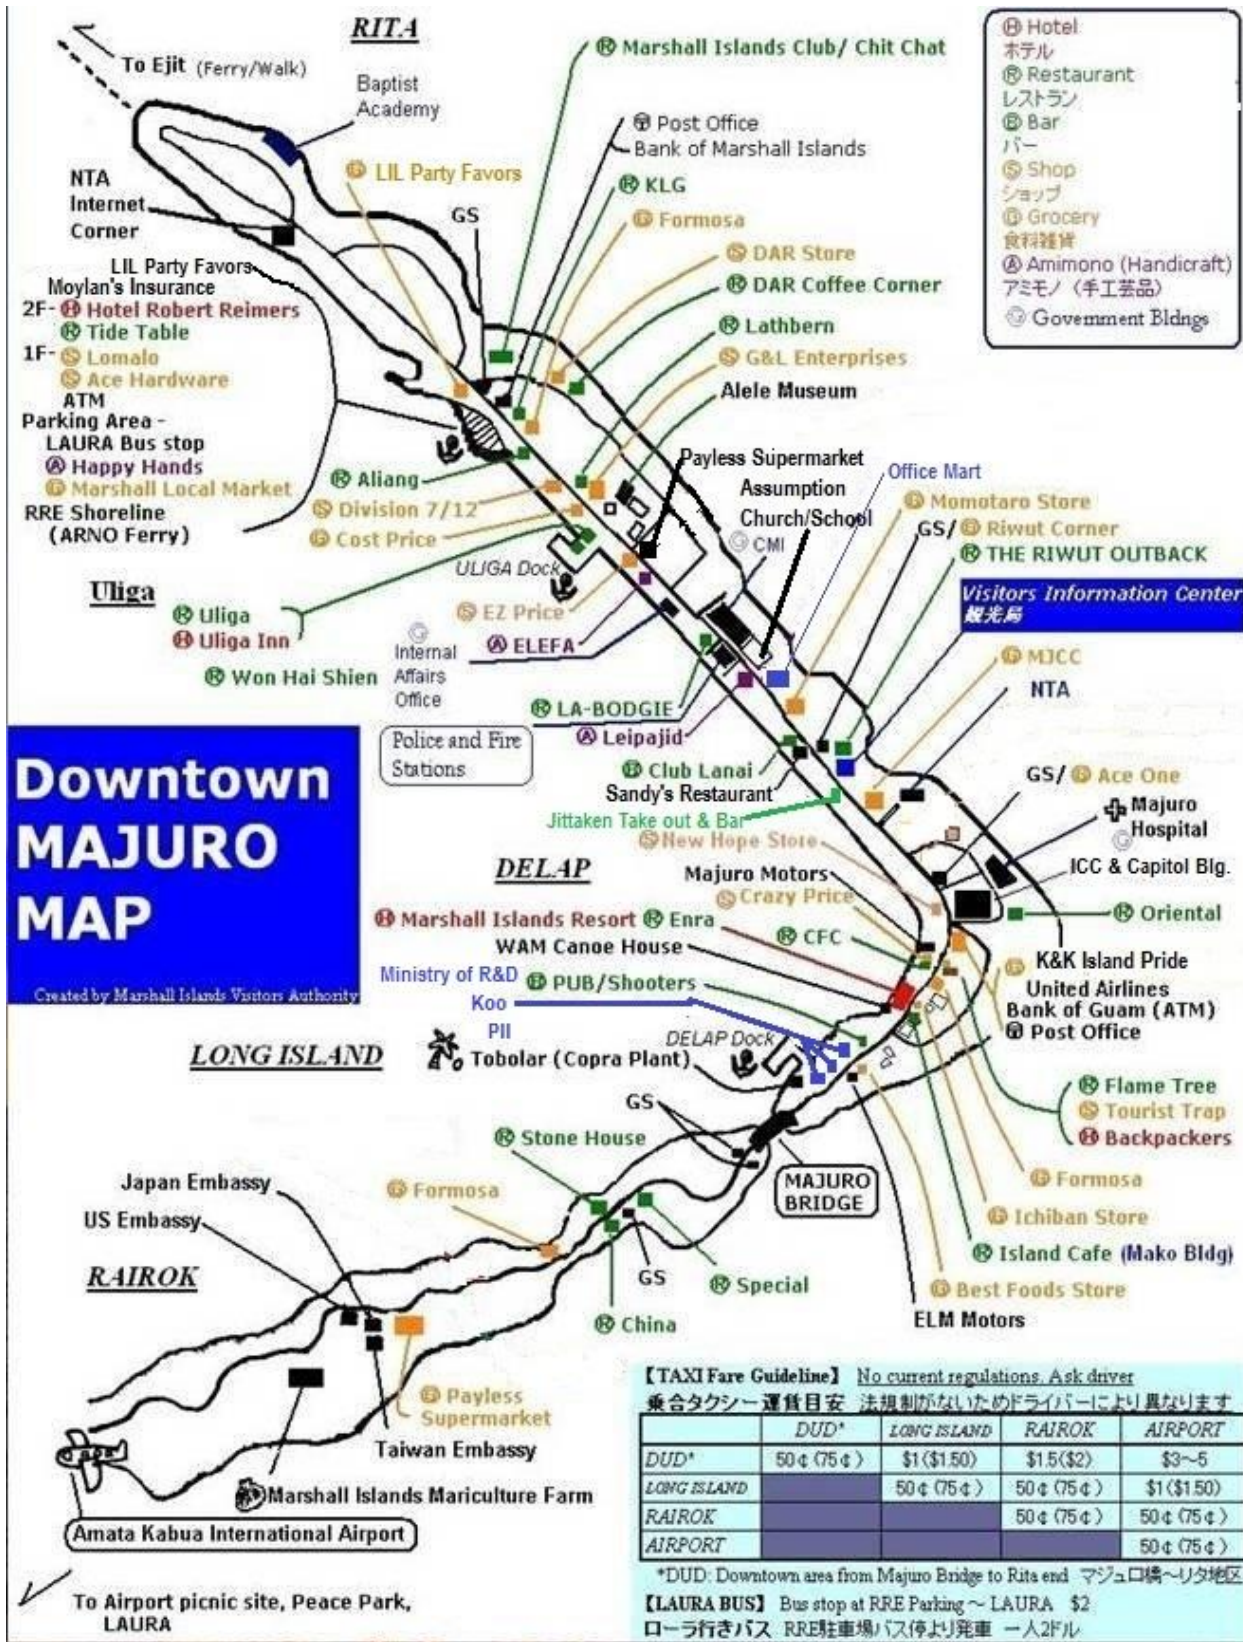 RITA
To Ejit (Ferry/Walk)
Baptist
Academy
Ⓡ Marshall Islands Club/ Chit Chat
Post Office
Bank of Marshall Islands
Ⓖ LIL Party Favors
Ⓡ KLG
NTA
Internet
Corner
GS
Ⓖ Formosa
Ⓢ DAR Store
Ⓡ DAR Coffee Corner
Ⓡ Lathbern
Ⓢ G&L Enterprises
Alele Museum
LIL Party Favors
Moylan's Insurance
2F- Ⓗ Hotel Robert Reimers
Ⓡ Tide Table
1F- Ⓢ Lomalo
Ⓢ Ace Hardware
ATM
Parking Area -
LAURA Bus stop
Ⓐ Happy Hands
Ⓖ Marshall Local Market
RRE Shoreline
(ARNO Ferry)
Ⓗ Hotel
ホテル
Ⓡ Restaurant
レストラン
Ⓑ Bar
バー
Ⓢ Shop
ショップ
Ⓖ Grocery
食料雑貨
Ⓐ Amimono (Handicraft)
アミモノ (手工芸品)
Ⓖ Government Bldngs
Payless Supermarket
Office Mart
Assumption
Church/School
Ⓖ CMI
Ⓖ Momotaro Store
GS/ Ⓖ Riwut Corner
Ⓡ THE RIWUT OUTBACK
Visitors Information Center
観光局
Ⓡ Aliang
Ⓢ Division 7/12
Ⓖ Cost Price
ULIGA Dock
Uliga
Ⓡ Uliga
Ⓗ Uliga Inn
Ⓢ EZ Price
Ⓐ ELEFA
Ⓡ Won Hai Shien
Ⓖ
Internal
Affairs
Office
Ⓡ LA-BODGIE
Ⓐ Leipajid
Police and Fire
Stations
Ⓖ MJCC
NTA
Ⓑ Club Lanai
Sandy's Restaurant
Jittaken Take out & Bar
GS/ Ⓖ Ace One
Majuro
Hospital
Ⓖ
ICC & Capitol Blg.
Downtown
MAJURO
MAP
Created by Marshall Islands Visitors Authority
DELAP
Ⓢ New Hope Store
Majuro Motors
Ⓢ Crazy Price
Ⓗ Marshall Islands Resort Ⓡ Enra
Ⓡ CFC
WAM Canoe House
Ⓡ Oriental
Ministry of R&D
Koo
PII
Ⓑ PUB/Shooters
Ⓖ K&K Island Pride
United Airlines
Bank of Guam (ATM)
Post Office
DELAP Dock
LONG ISLAND
Tobolar (Copra Plant)
GS
Ⓡ Flame Tree
Ⓢ Tourist Trap
Ⓗ Backpackers
Ⓡ Stone House
MAJURO
BRIDGE
Ⓖ Formosa
Ⓖ Ichiban Store
Ⓡ Island Cafe (Mako Bldg)
Ⓖ Best Foods Store
ELM Motors
Japan Embassy
US Embassy
Ⓖ Formosa
RAIROK
GS
Ⓡ Special
Ⓡ China
Ⓖ Payless
Supermarket
Taiwan Embassy
Marshall Islands Mariculture Farm
Amata Kabua International Airport
To Airport picnic site, Peace Park,
LAURA
【TAXI Fare Guideline】 No current regulations. Ask driver
乗合タクシー運賃目安 法規制がないためドライバーにより異なります
DUD* LONG ISLAND RAIROK AIRPORT
DUD* 50¢(75¢) $1($1.50) $1.5($2) $3～5
LONG ISLAND 50¢(75¢) 50¢(75¢) $1($1.50)
RAIROK 50¢(75¢) 50¢(75¢)
AIRPORT 50¢(75¢)
*DUD: Downtown area from Majuro Bridge to Rita end マジュロ橋～リタ地区
【LAURA BUS】 Bus stop at RRE Parking～ LAURA $2
ローラ行きバス RRE駐車場バス停より発車 一人2ドル